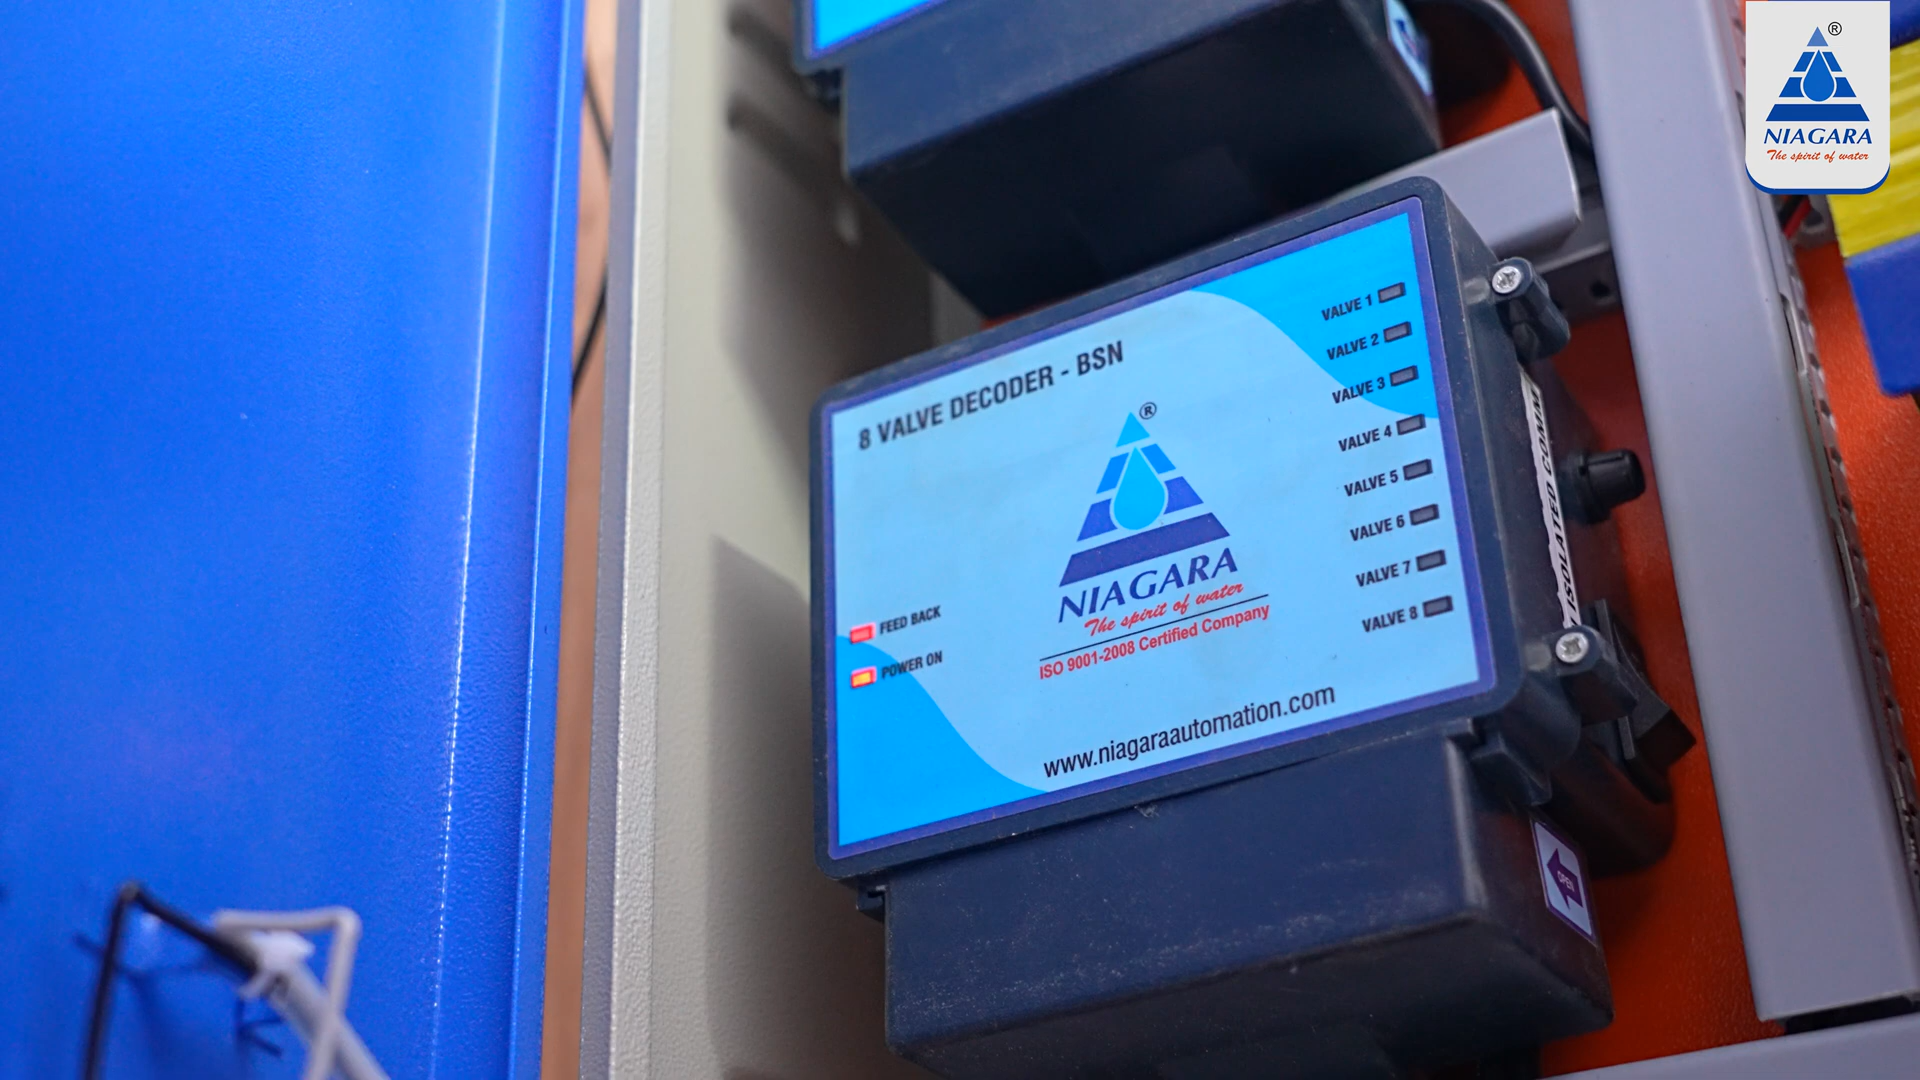 ®
NIAGARA
The spirit of water
8 VALVE DECODER - BSN
®
NIAGARA
The spirit of water
ISO 9001-2008 Certified Company
www.niagaraautomation.com
FEED BACK
POWER ON
VALVE 1
VALVE 2
VALVE 3
VALVE 4
VALVE 5
VALVE 6
VALVE 7
VALVE 8
ISOLATED COMM
OPEN